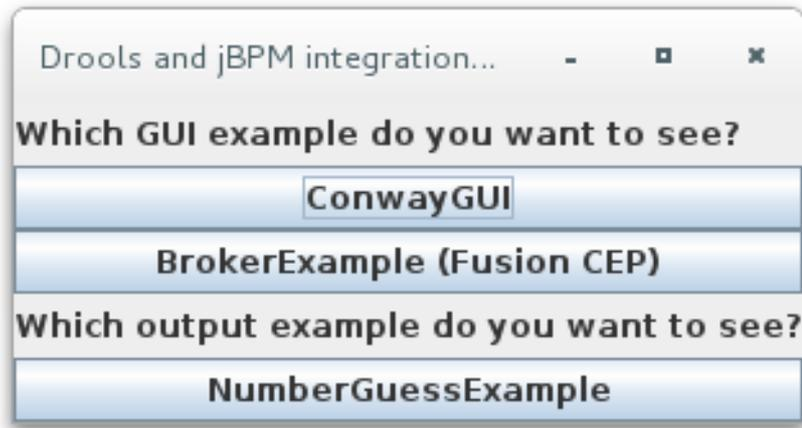 Drools and jBPM integration...
Which GUI example do you want to see?
ConwayGUI
BrokerExample (Fusion CEP)
Which output example do you want to see?
NumberGuessExample